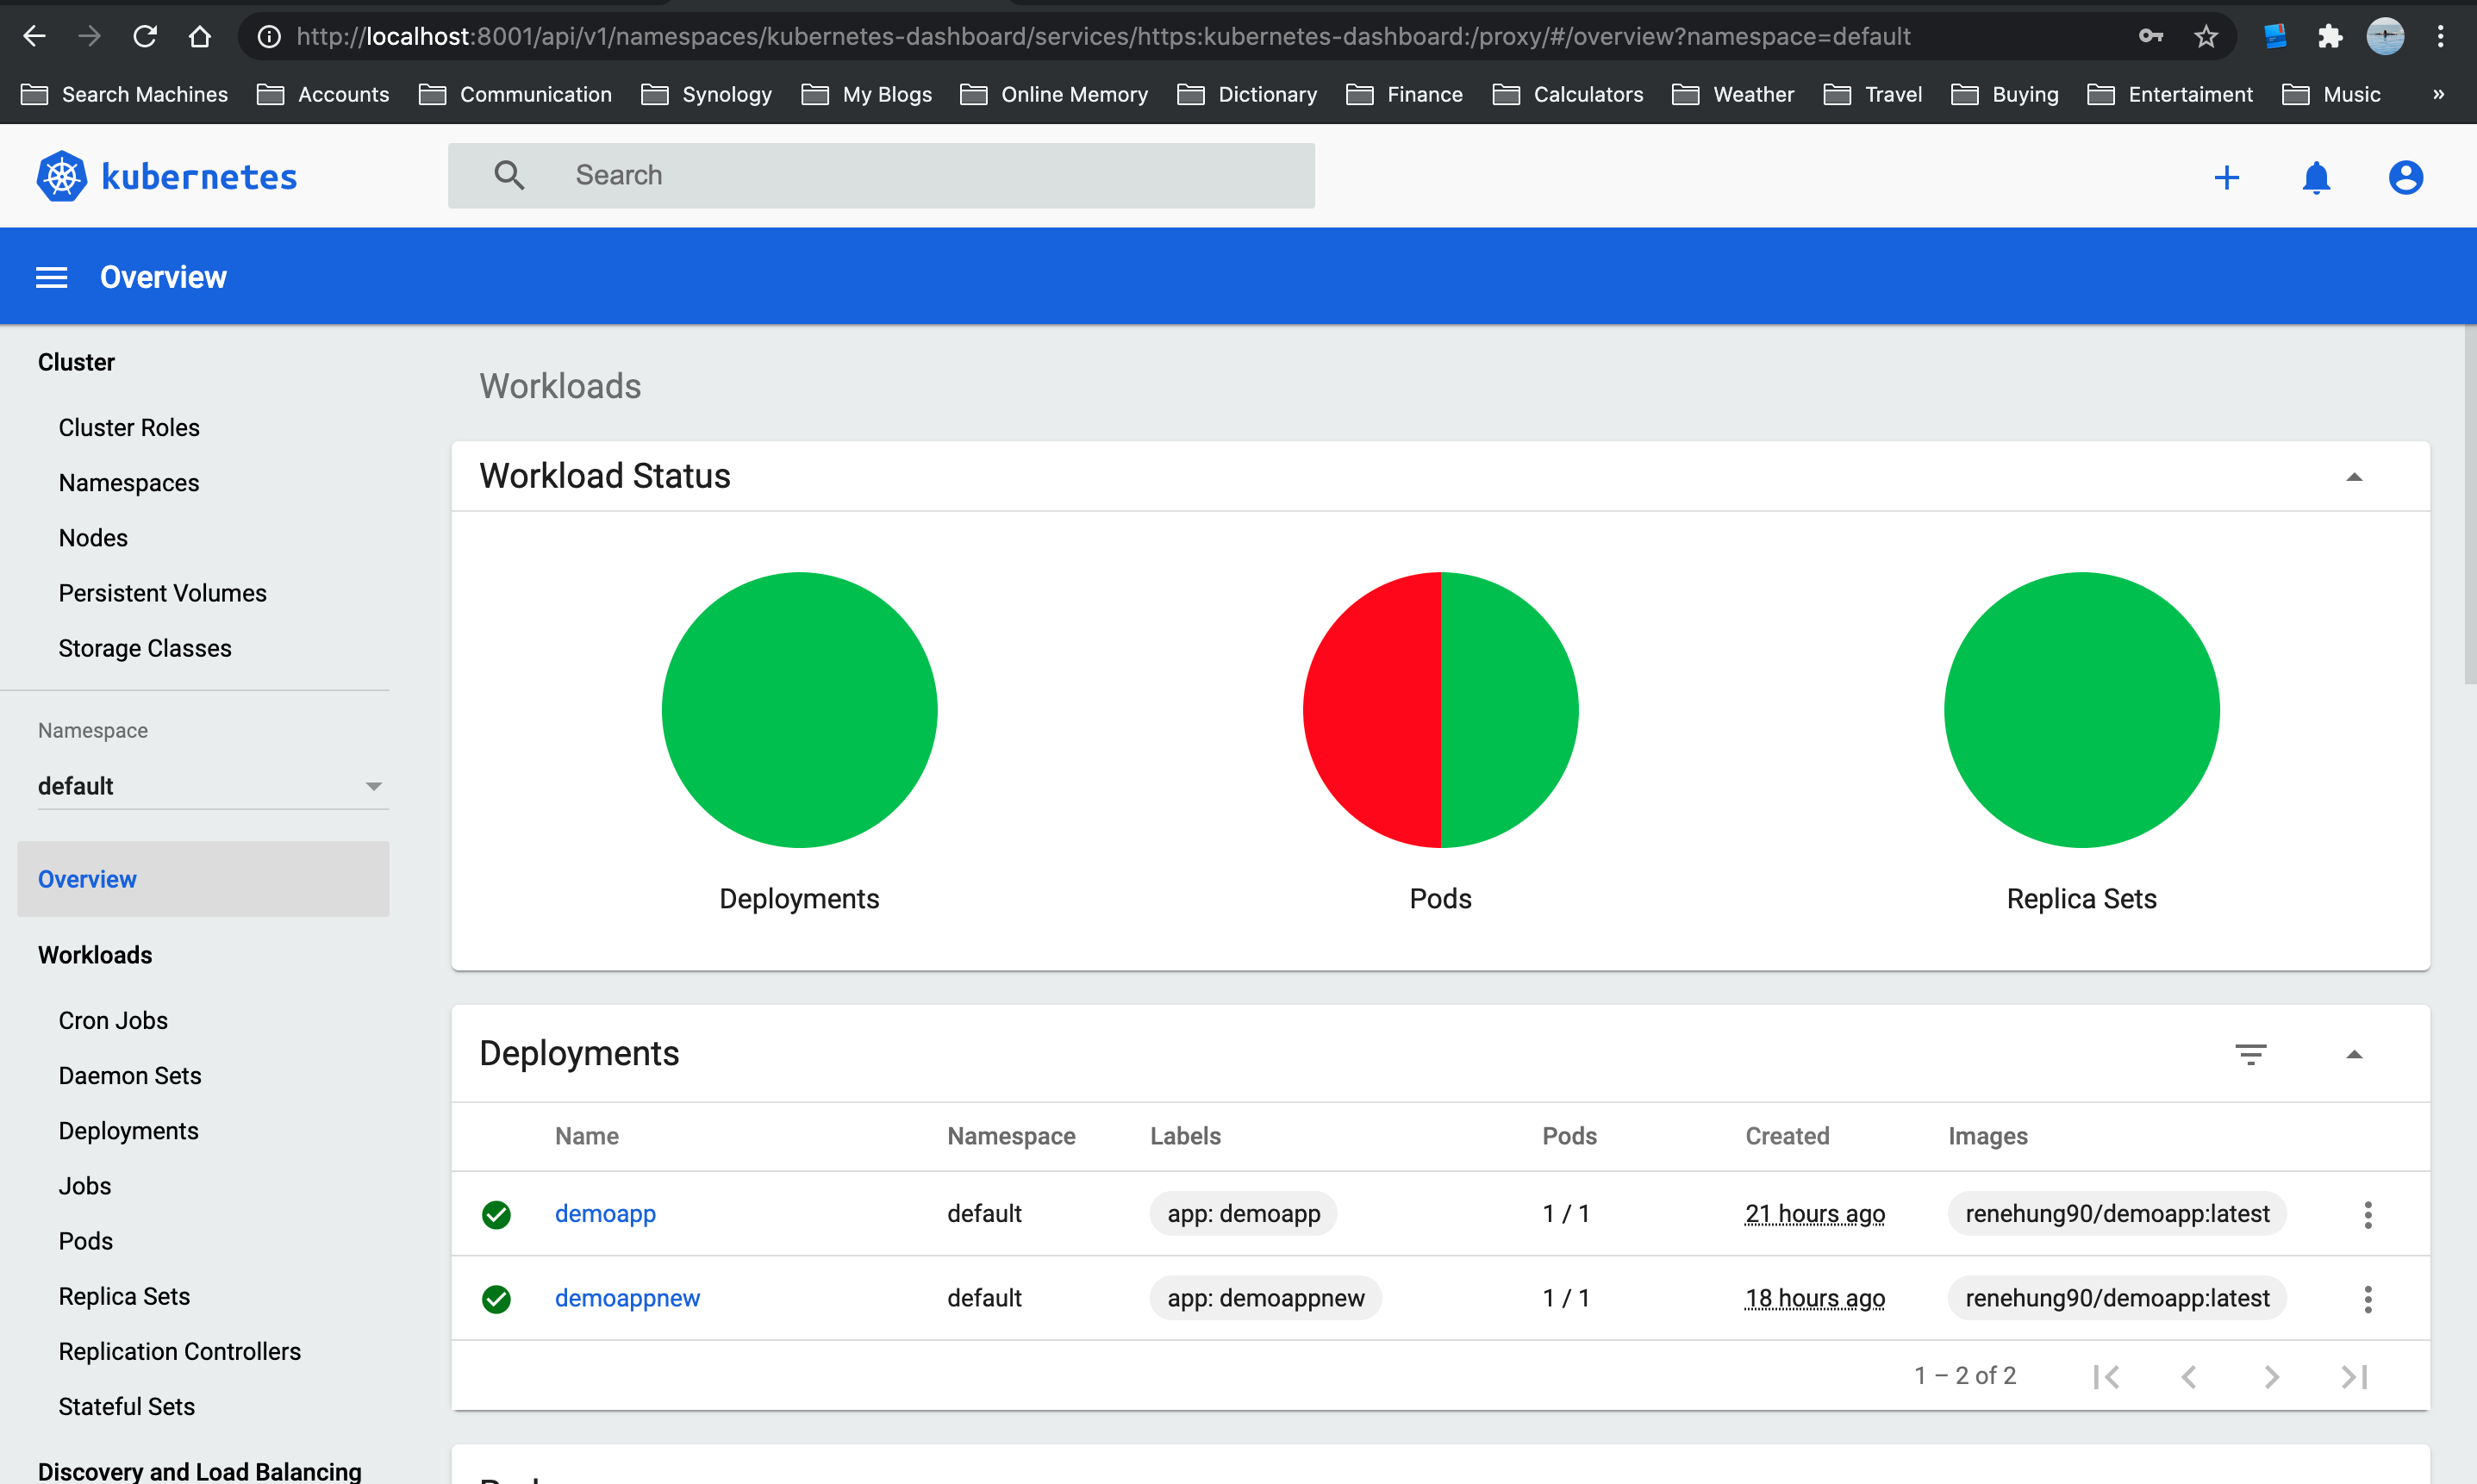 http://localhost:8001/api/v1/namespaces/kubernetes-dashboard/services/https:kubernetes-dashboard:/proxy/#/overview?namespace=default
Search Machines Accounts Communication Synology My Blogs Online Memory Dictionary Finance Calculators Weather Travel Buying Entertaiment Music »
kubernetes
Search
Overview
Cluster
Cluster Roles
Namespaces
Nodes
Persistent Volumes
Storage Classes
Namespace
default
Overview
Workloads
Cron Jobs
Daemon Sets
Deployments
Jobs
Pods
Replica Sets
Replication Controllers
Stateful Sets
Discovery and Load Balancing
Workloads
Workload Status
Deployments Pods Replica Sets
Deployments
Name Namespace Labels Pods Created Images
demoapp default app: demoapp 1 / 1 21 hours ago renehung90/demoapp:latest
demoappnew default app: demoappnew 1 / 1 18 hours ago renehung90/demoapp:latest
1 – 2 of 2